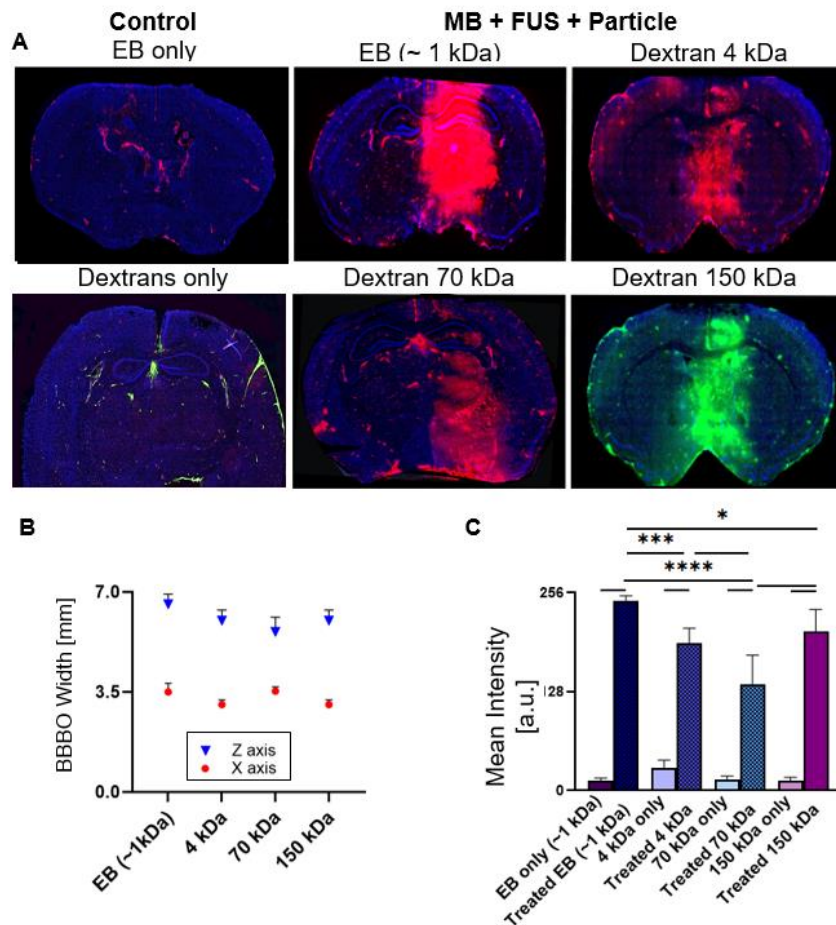 A
Control
MB + FUS + Particle
EB only
EB (~ 1 kDa)
Dextran 4 kDa
Dextrans only
Dextran 70 kDa
Dextran 150 kDa
B
BBBO Width [mm]
7.0
3.5
0.0
Z axis
X axis
EB (~1kDa)
4 kDa
70 kDa
150 kDa
C
*
***
****
Mean Intensity
[a.u.]
256
128
0
EB only (~1 kDa)
Treated EB (~1 kDa)
4 kDa only
Treated 4 kDa
70 kDa only
Treated 70 kDa
150 kDa only
Treated 150 kDa